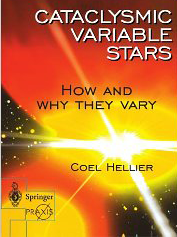 CATACLYSMIC
VARIABLE
STARS
HOW AND
WHY THEY VARY
COEL HELLIER
Springer
PRAXIS